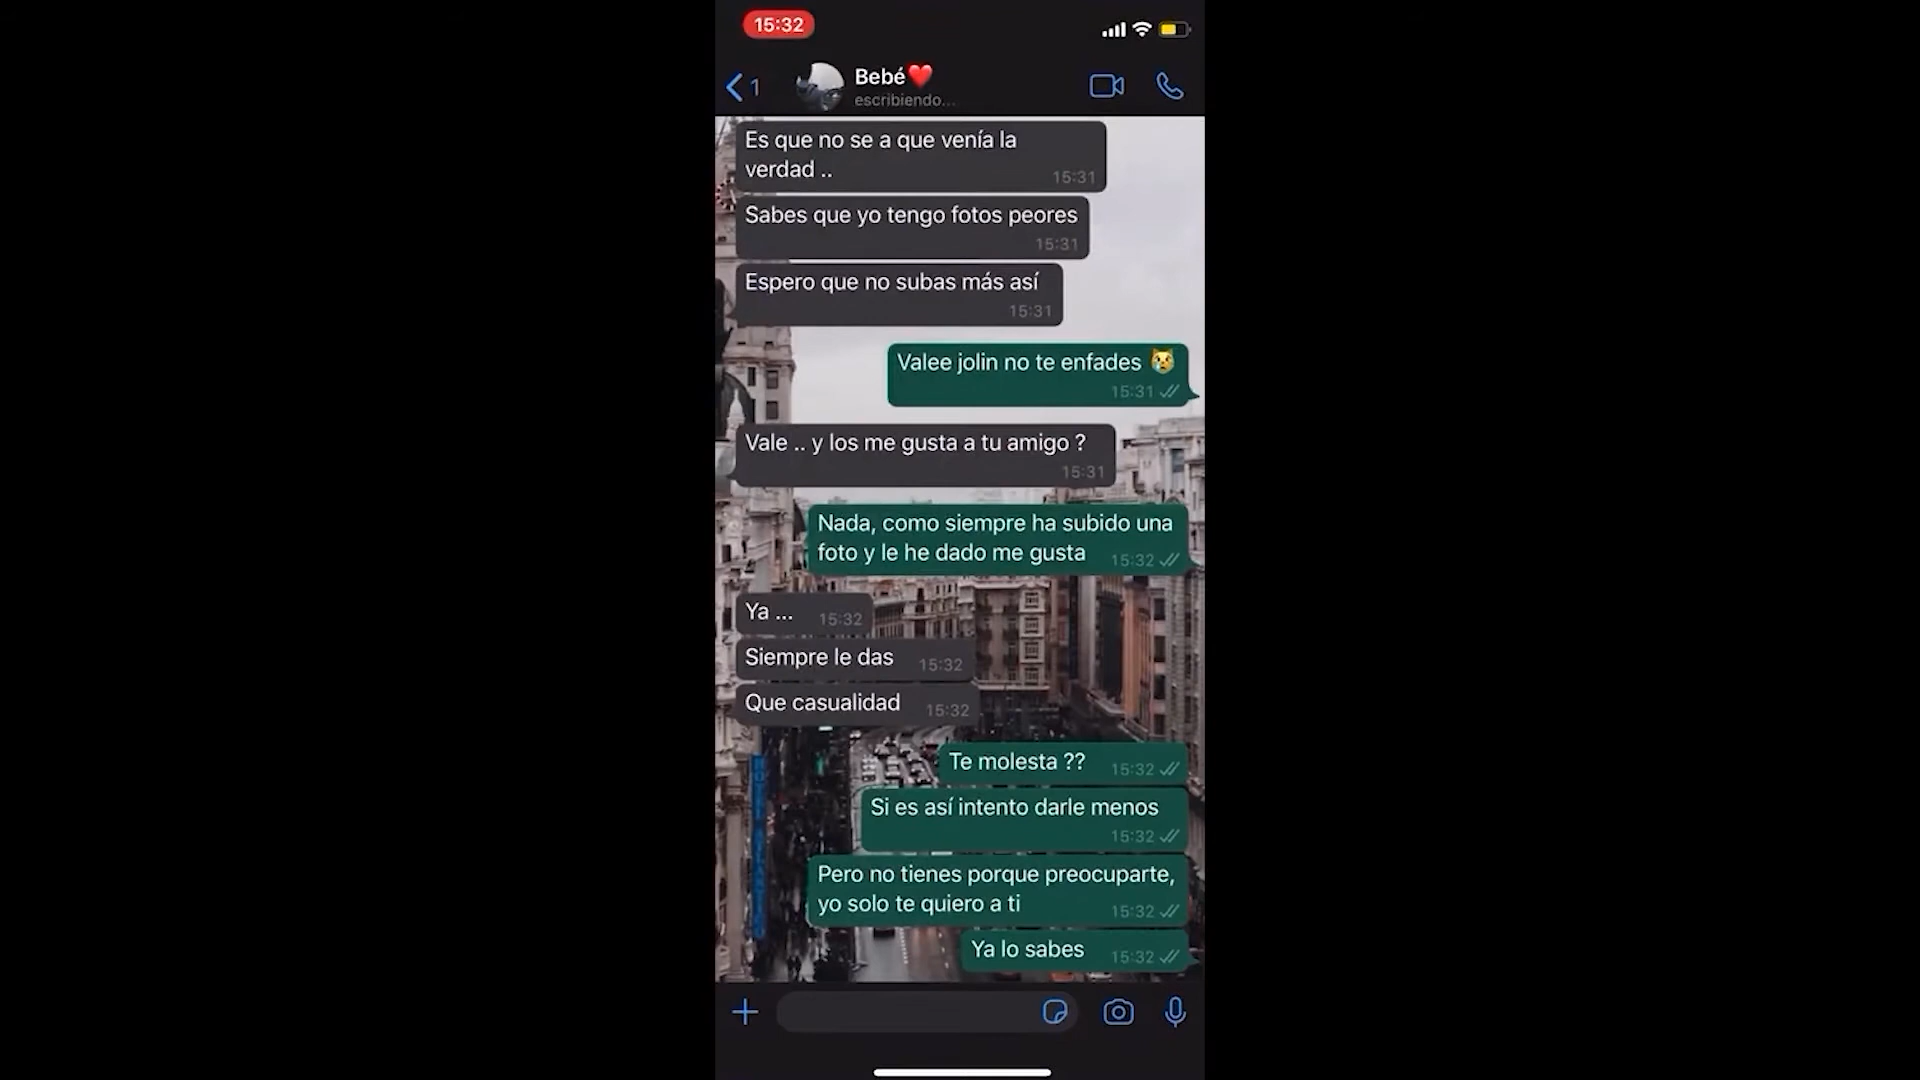 15:32
1
Bebé❤️
escribiendo...
Es que no se a que venía la
verdad ..
15:31
Sabes que yo tengo fotos peores
15:31
Espero que no subas más así
15:31
Valee jolin no te enfades 😿
15:31
Vale .. y los me gusta a tu amigo ?
15:31
Nada, como siempre ha subido una
foto y le he dado me gusta 15:32
Ya ... 15:32
Siempre le das 15:32
Que casualidad 15:32
Te molesta ?? 15:32
Si es así intento darle menos
15:32
Pero no tienes porque preocuparte,
yo solo te quiero a ti 15:32
Ya lo sabes 15:32